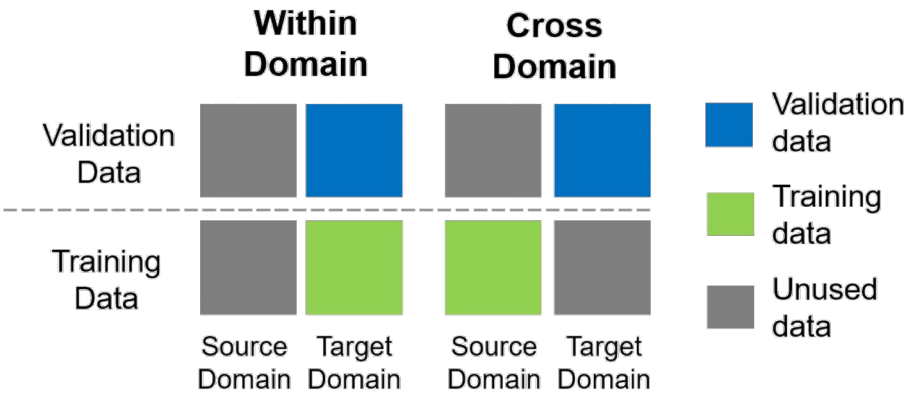 Within
Domain
Cross
Domain
Validation
Data
Training
Data
Source
Domain
Target
Domain
Source
Domain
Target
Domain
Validation
data
Training
data
Unused
data